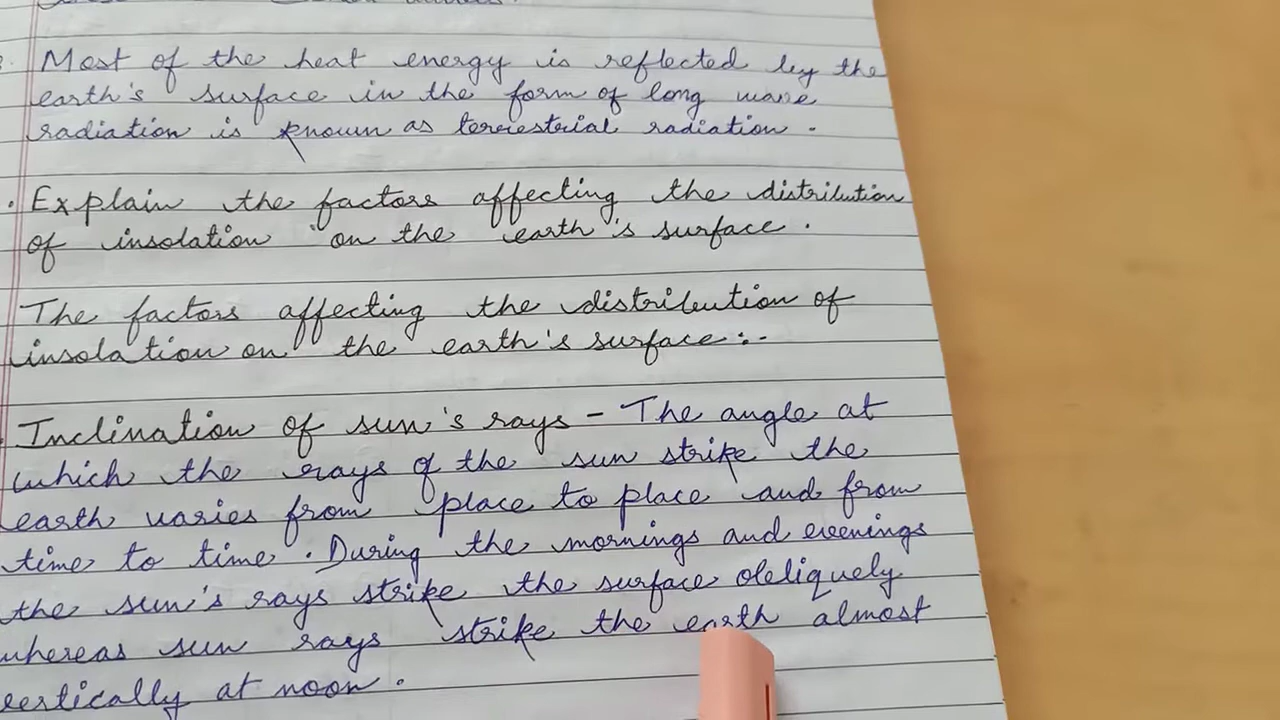 Most of the heat energy is reflected by the
earth's surface in the form of long wave
radiation is known as terrestrial radiation.
Explain the factors affecting the distribution
of insolation on the earth's surface.
The factors affecting the distribution of
insolation on the earth's surface:-
Inclination of sun's rays - The angle at
which the rays of the sun strike the
earth varies from place to place and from
time to time. During the mornings and evenings
the sun's rays strike the surface obliquely
whereas sun rays strike the earth almost
vertically at noon.